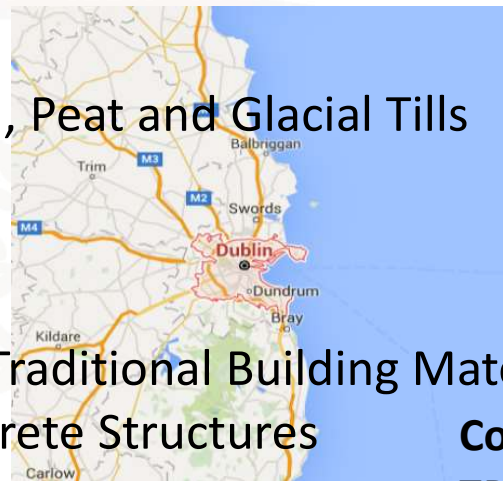 , Peat and Glacial Tills
Balbriggan
Trim
M3
M2
Swords
M4
Dublin
Dundrum
Bray
Kildare
Traditional Building Mat
rete Structures
Co
Carlow